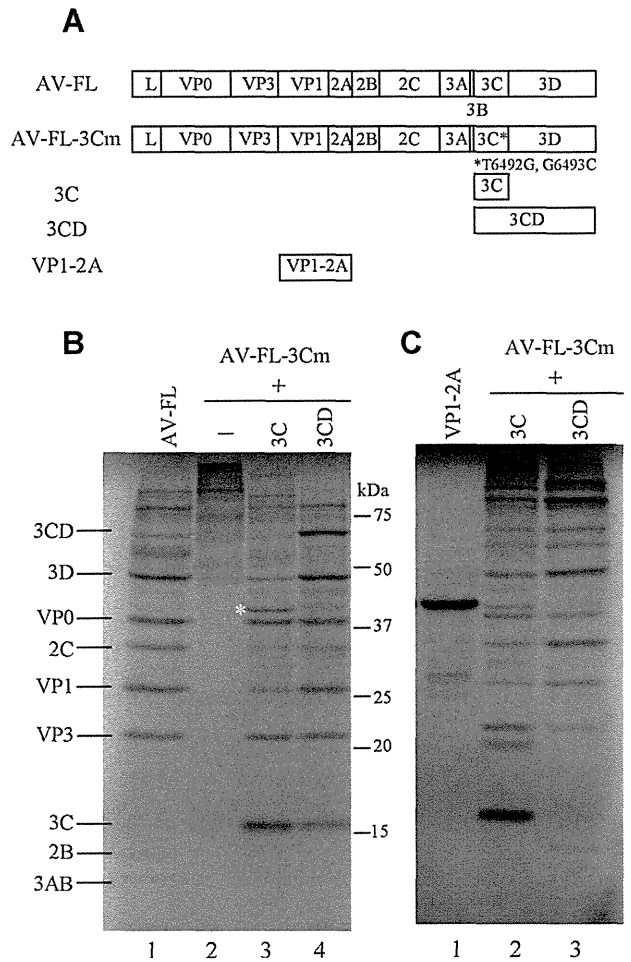 A
AV-FL L VP0 VP3 VP1 2A 2B 2C 3A 3C 3D
3B
AV-FL-3Cm L VP0 VP3 VP1 2A 2B 2C 3A 3C* 3D
*T6492G, G6493C
3C 3C
3CD 3CD
VP1-2A VP1-2A
B
AV-FL-3Cm
+
AV-FL – 3C 3CD
kDa
75
50
37
25
20
15
3CD
3D
*
VP0
2C
VP1
VP3
3C
2B
3AB
1 2 3 4
C
AV-FL-3Cm
+
VP1-2A 3C 3CD
1 2 3